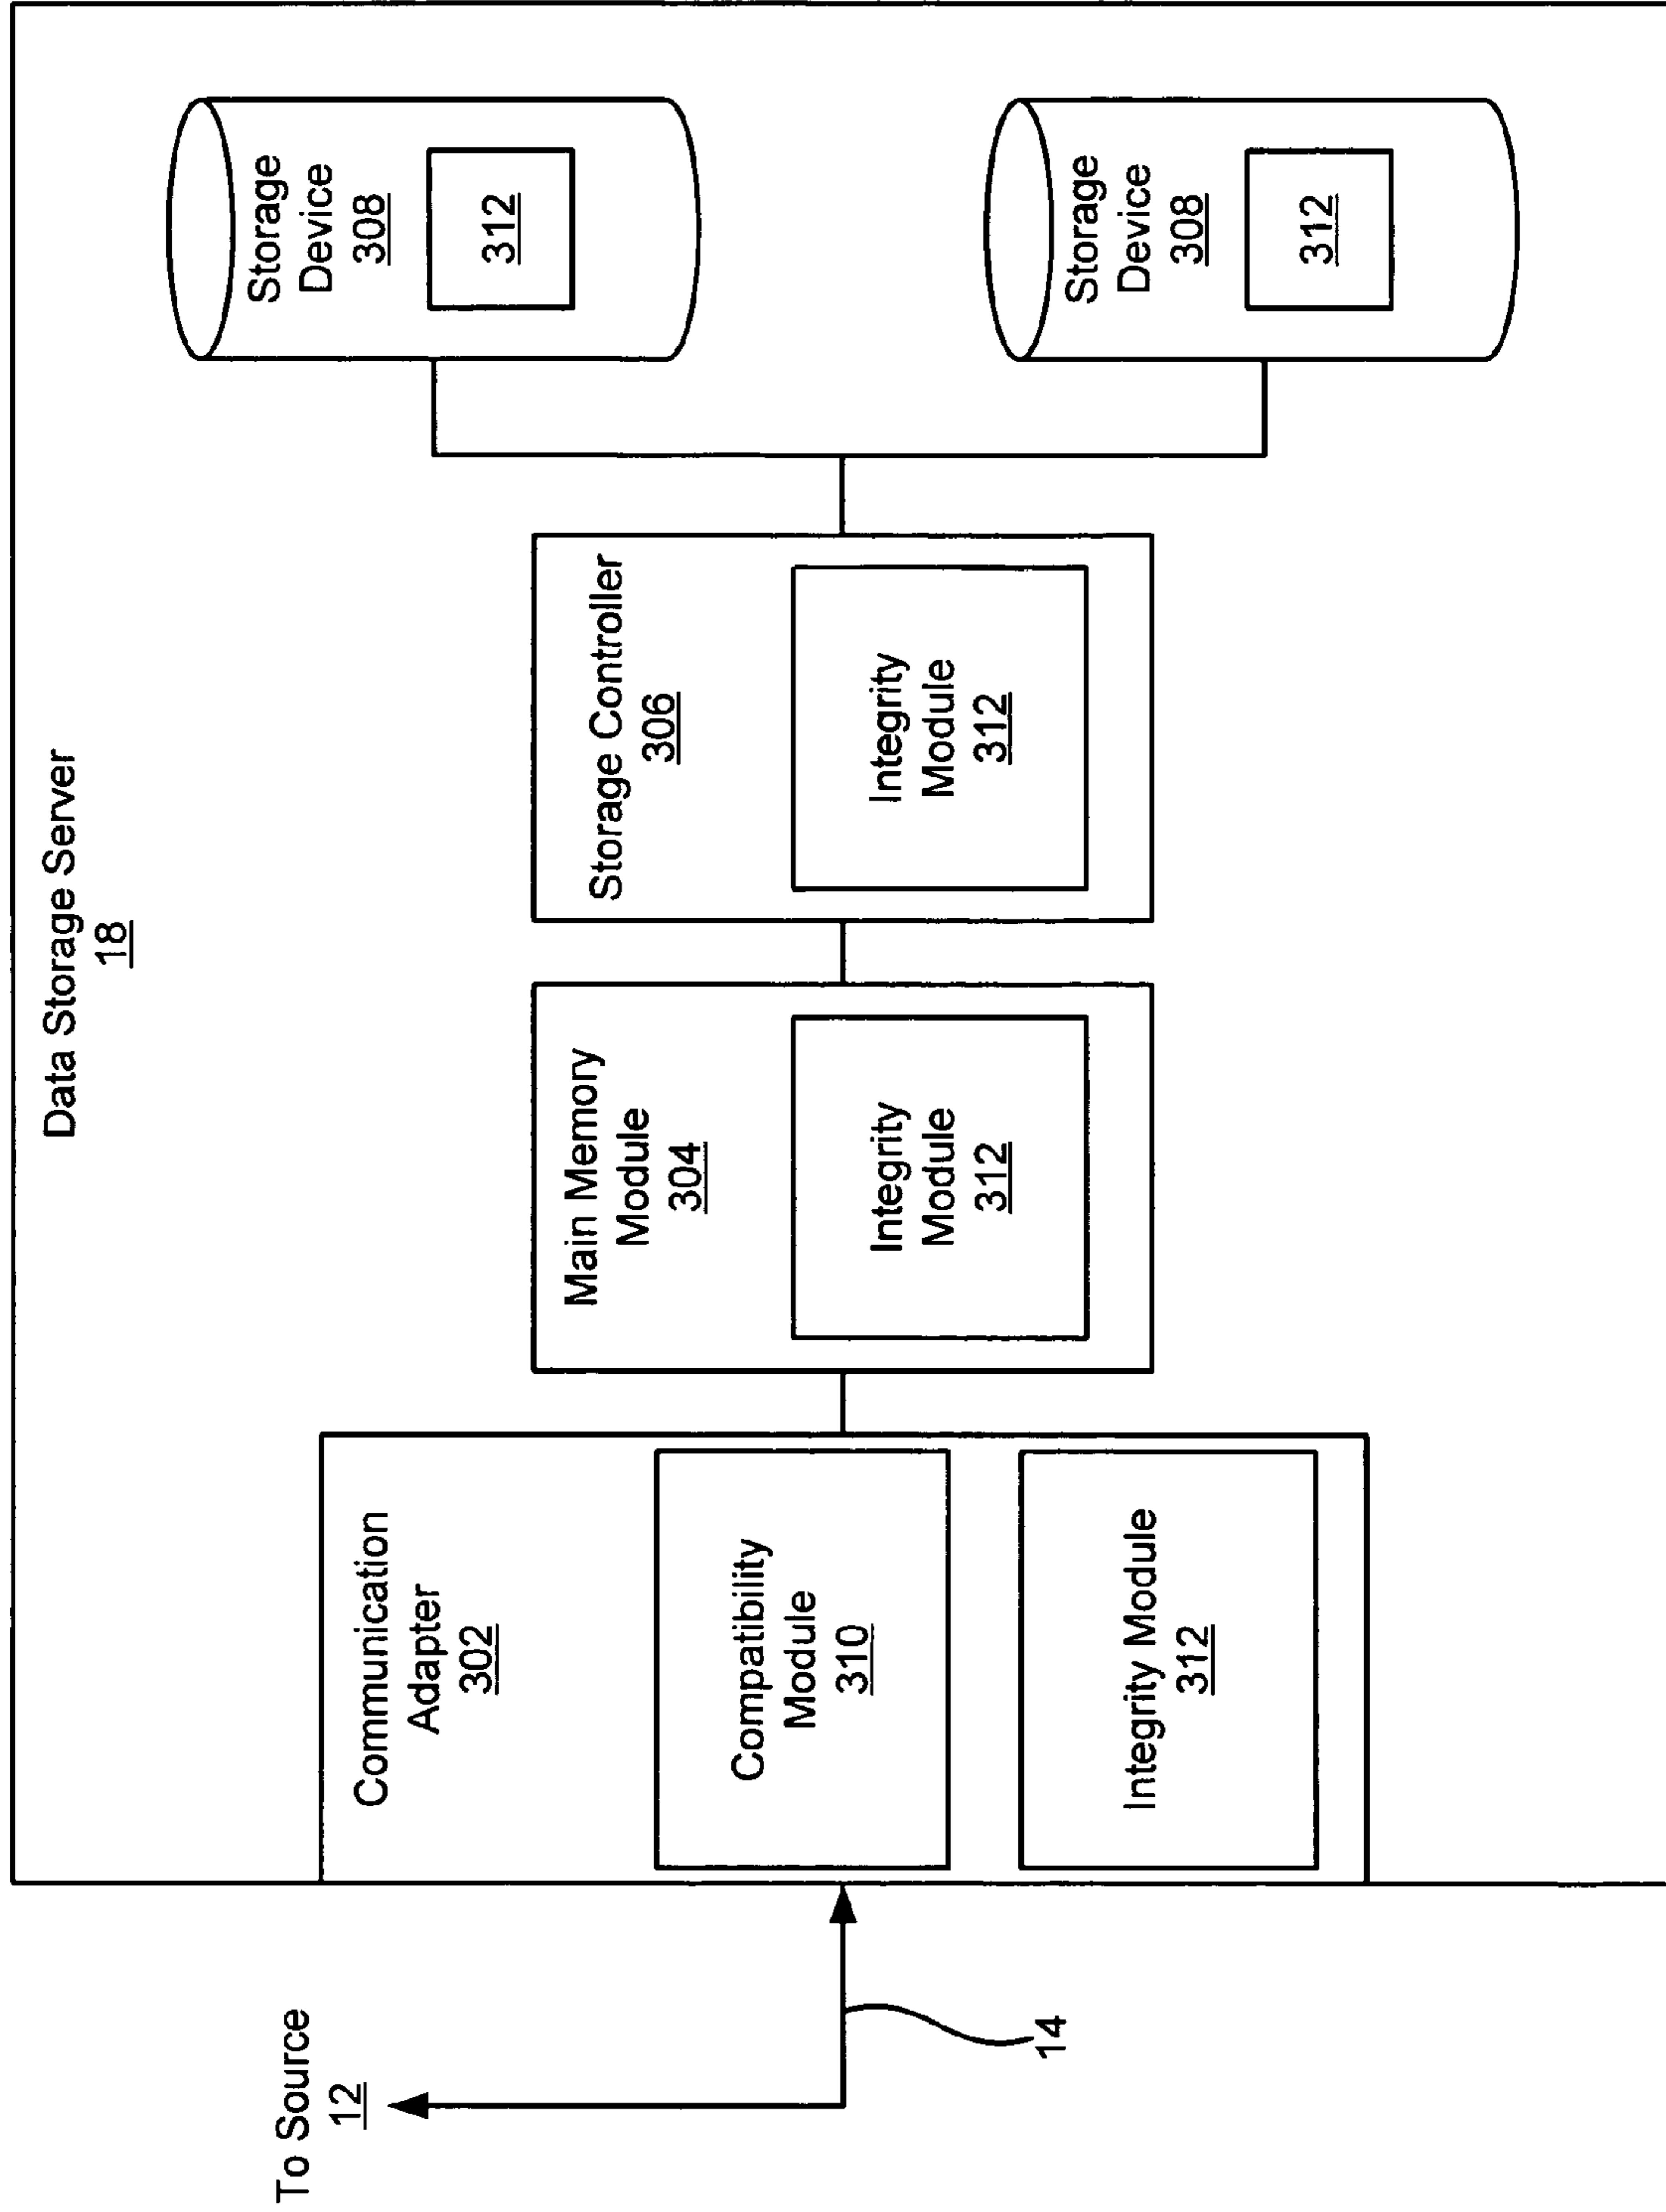 Data Storage Server
18
To Source
12
14
Communication
Adapter
302
Compatibility
Module
310
Integrity Module
312
Main Memory
Module
304
Integrity
Module
312
Storage Controller
306
Integrity
Module
312
Storage
Device
308
312
Storage
Device
308
312